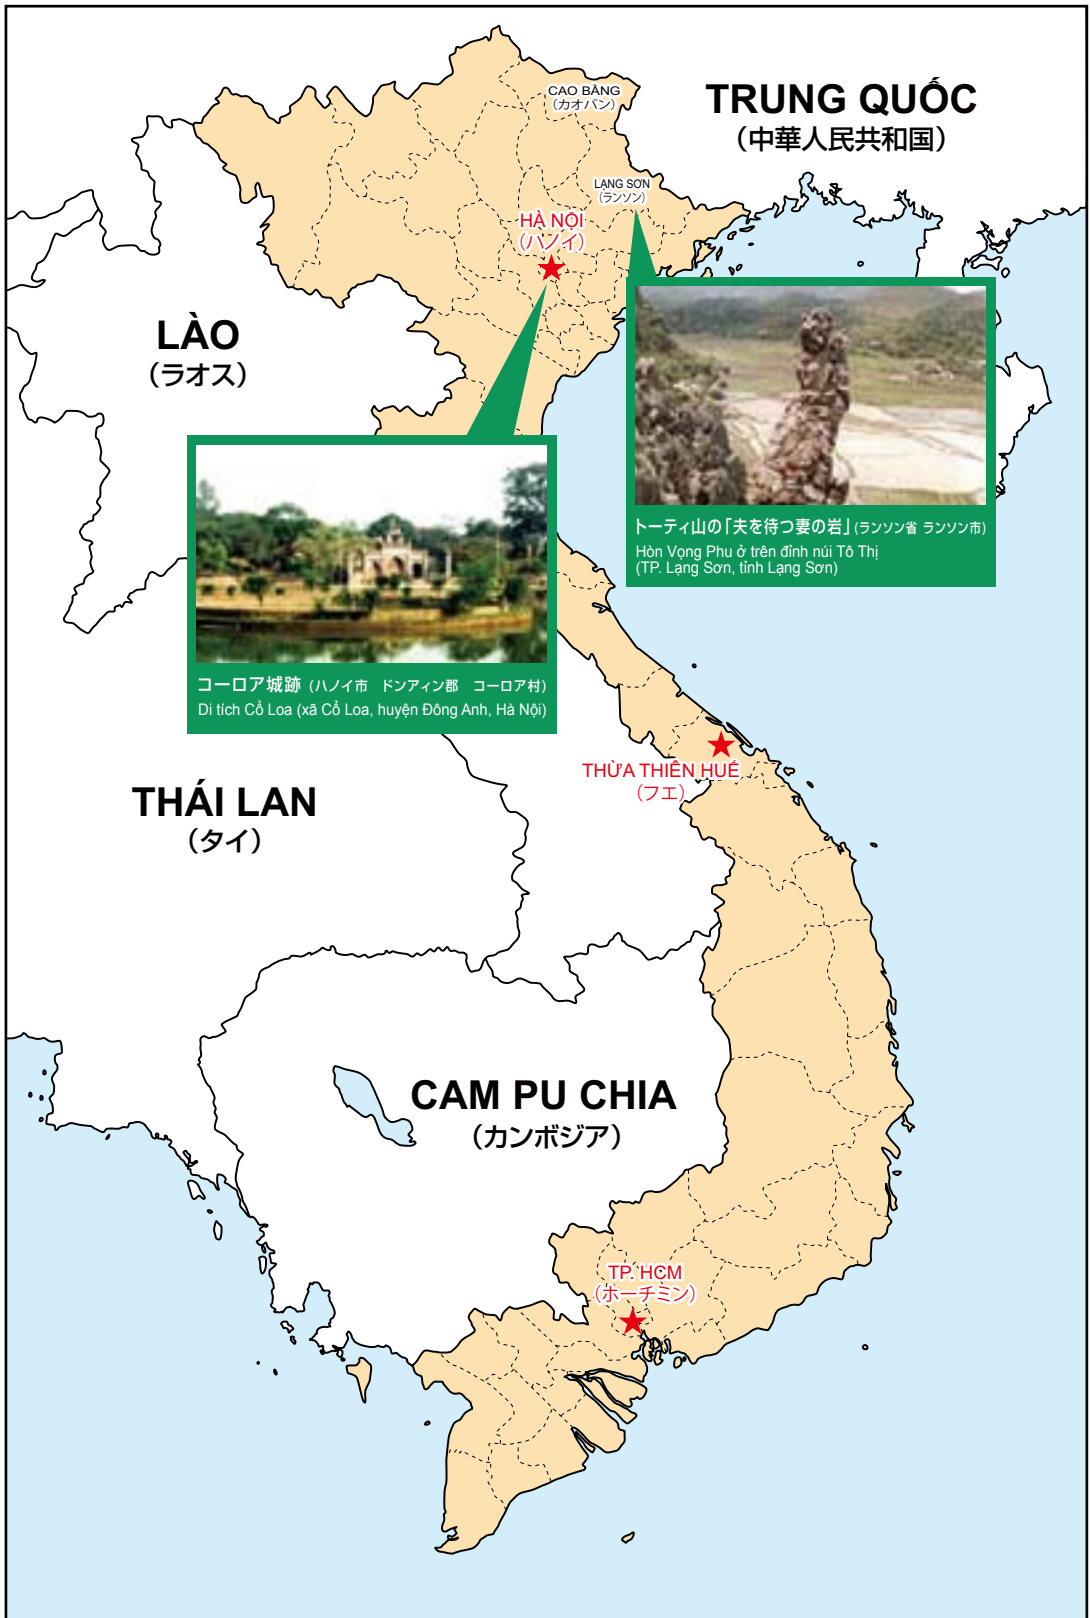 CAO BẰNG
（カオバン）
TRUNG QUỐC
（中華人民共和国）
LẠNG SƠN
（ランソン）
HÀ NỘI
（ハノイ）
LÀO
（ラオス）
トーティ山の「夫を待つ妻の岩」（ランソン省 ランソン市）
Hòn Vọng Phu ở trên đỉnh núi Tô Thị
(TP. Lạng Sơn, tỉnh Lạng Sơn)
コーロア城跡（ハノイ市　ドンアィン郡　コーロア村）
Di tích Cổ Loa (xã Cổ Loa, huyện Đông Anh, Hà Nội)
THỪA THIÊN HUẾ
（フエ）
THÁI LAN
（タイ）
CAM PU CHIA
（カンボジア）
TP. HCM
（ホーチミン）